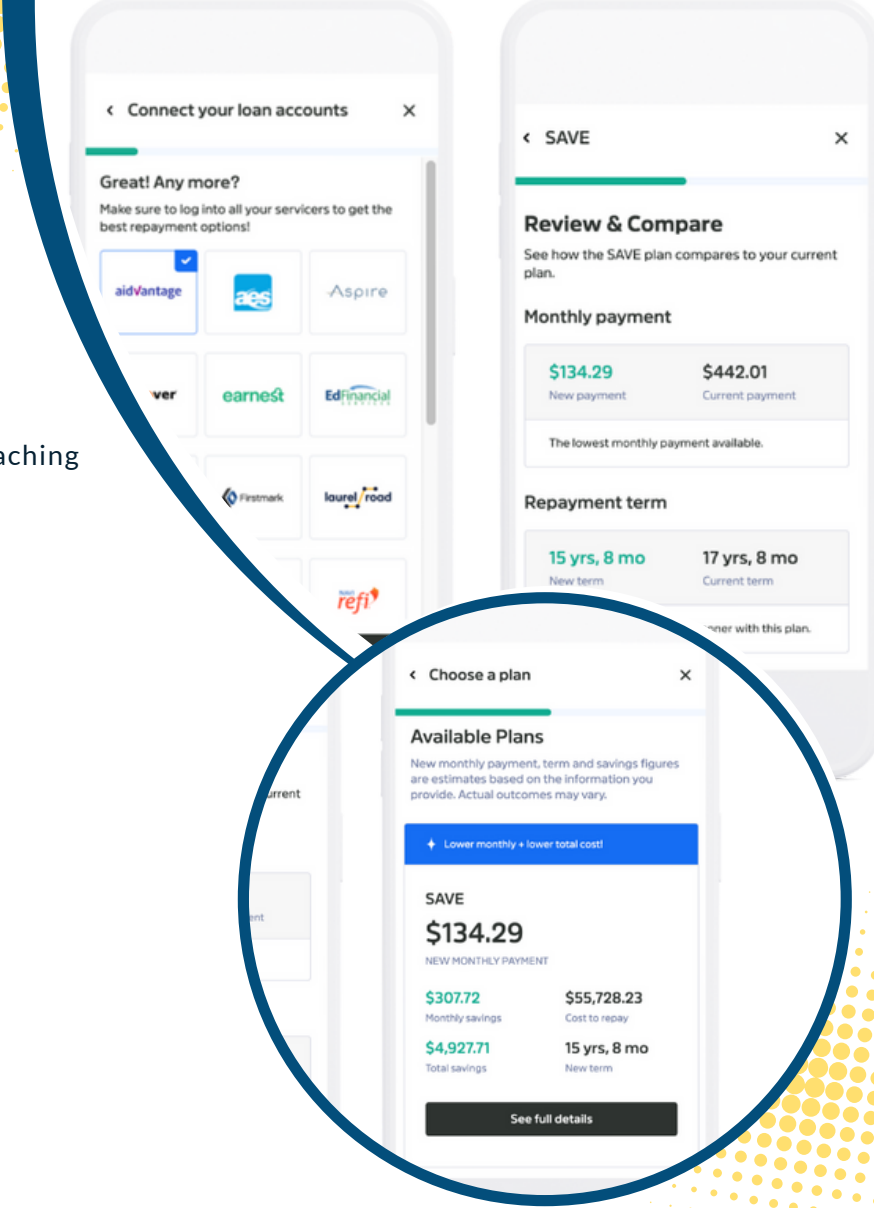 Connect your loan accounts
Great! Any more?
Make sure to log into all your servicers to get the
best repayment options!
aidvantage
aes
Aspire
earnest
EdFinancial
SERVICES
Firstmark
laurel road
refi
aching
SAVE
Review & Compare
See how the SAVE plan compares to your current
plan.
Monthly payment
$134.29
$442.01
New payment
Current payment
The lowest monthly payment available.
Repayment term
15 yrs, 8 mo
17 yrs, 8 mo
New term
Current term
with this plan.
Choose a plan
Available Plans
New monthly payment, term and savings figures
are estimates based on the information you
provide. Actual outcomes may vary.
Lower monthly + lower total cost!
SAVE
$134.29
NEW MONTHLY PAYMENT
$307.72
$55,728.23
Monthly savings
Cost to repay
$4,927.71
15 yrs, 8 mo
Total savings
New term
See full details